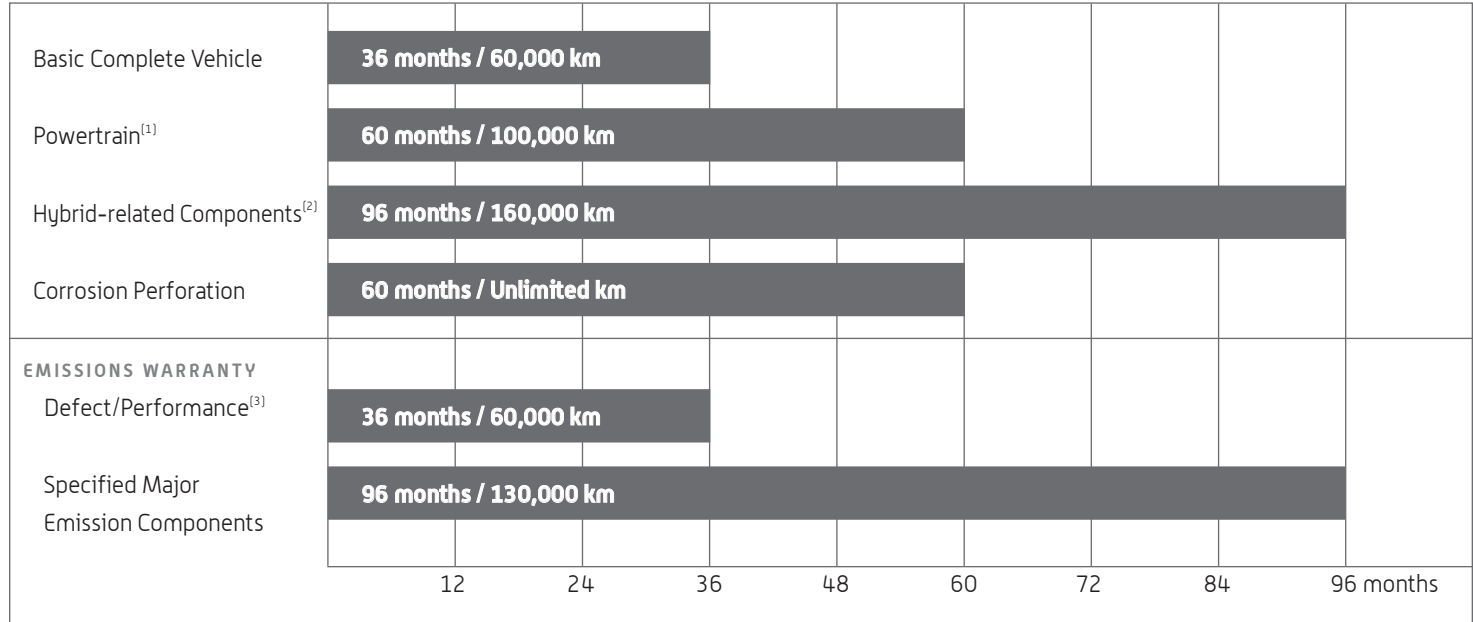 Basic Complete Vehicle 36 months / 60,000 km
Powertrain[1] 60 months / 100,000 km
Hybrid-related Components[2] 96 months / 160,000 km
Corrosion Perforation 60 months / Unlimited km
EMISSIONS WARRANTY
Defect/Performance[3] 36 months / 60,000 km
Specified Major 96 months / 130,000 km
Emission Components
12 24 36 48 60 72 84 96 months